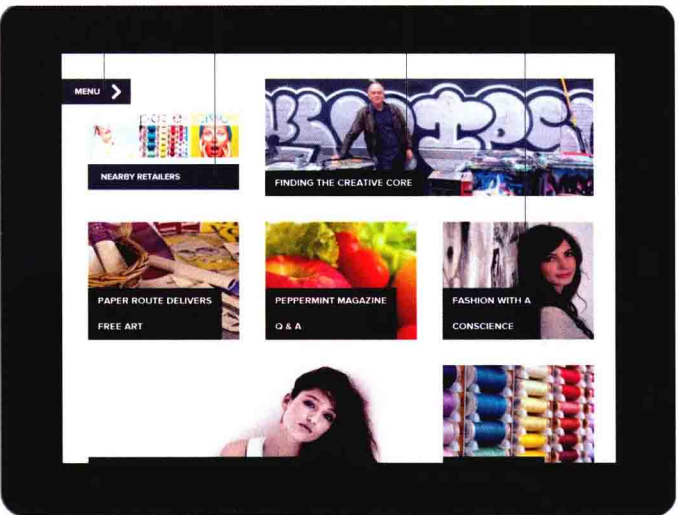 MENU
NEARBY RETAILERS
FINDING THE CREATIVE CORE
PAPER ROUTE DELIVERS
FREE ART
PEPPERMINT MAGAZINE
Q & A
FASHION WITH A
CONSCIENCE